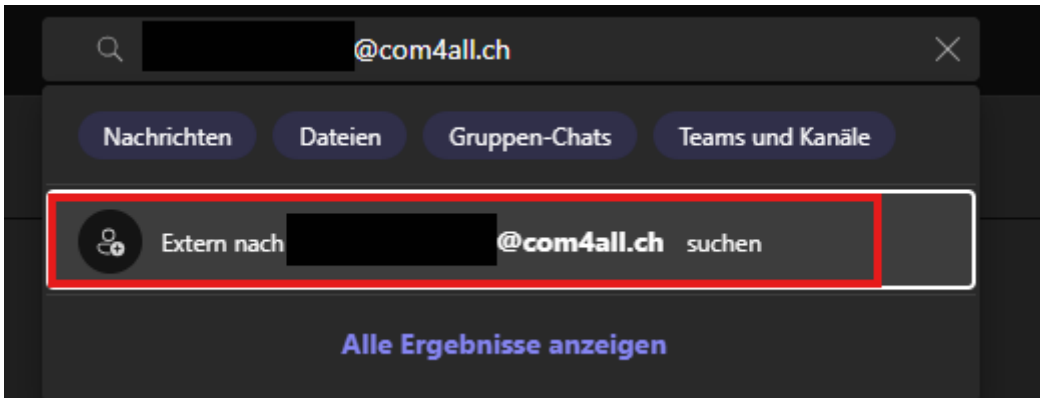 @com4all.ch
Nachrichten Dateien Gruppen-Chats Teams und Kanäle
Extern nach @com4all.ch suchen
Alle Ergebnisse anzeigen